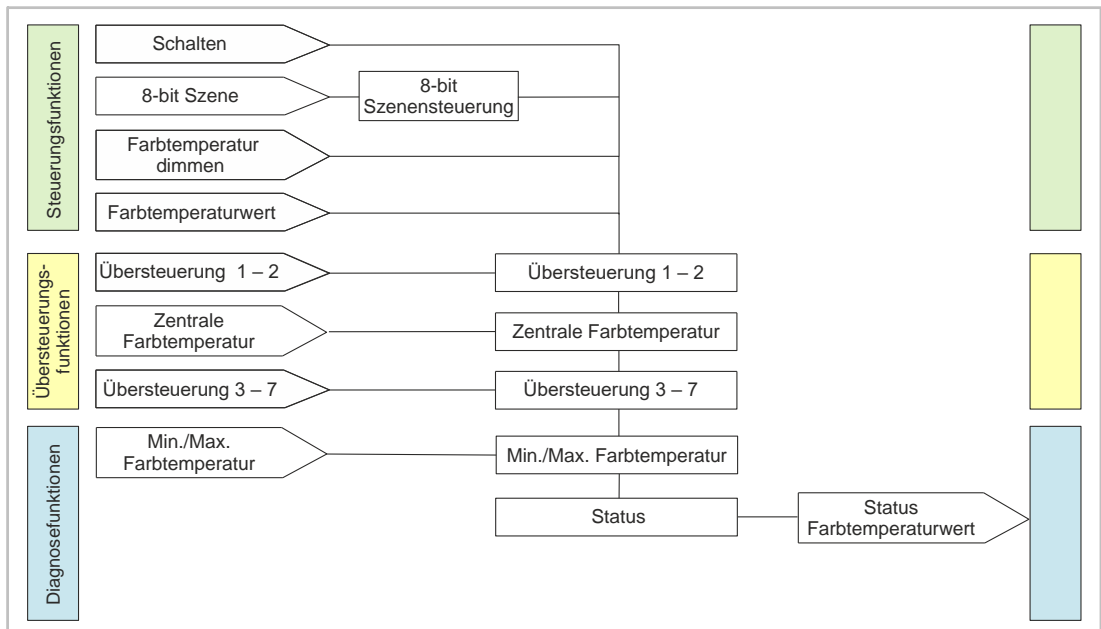 Steuerungsfunktionen
Schalten
8-bit Szene
8-bit
Szenensteuerung
Farbtemperatur
dimmen
Farbtemperaturwert
Übersteuerungs-
funktionen
Übersteuerung 1 – 2
Übersteuerung 1 – 2
Zentrale
Farbtemperatur
Zentrale Farbtemperatur
Übersteuerung 3 – 7
Übersteuerung 3 – 7
Diagnosefunktionen
Min./Max.
Farbtemperatur
Min./Max. Farbtemperatur
Status
Status
Farbtemperaturwert